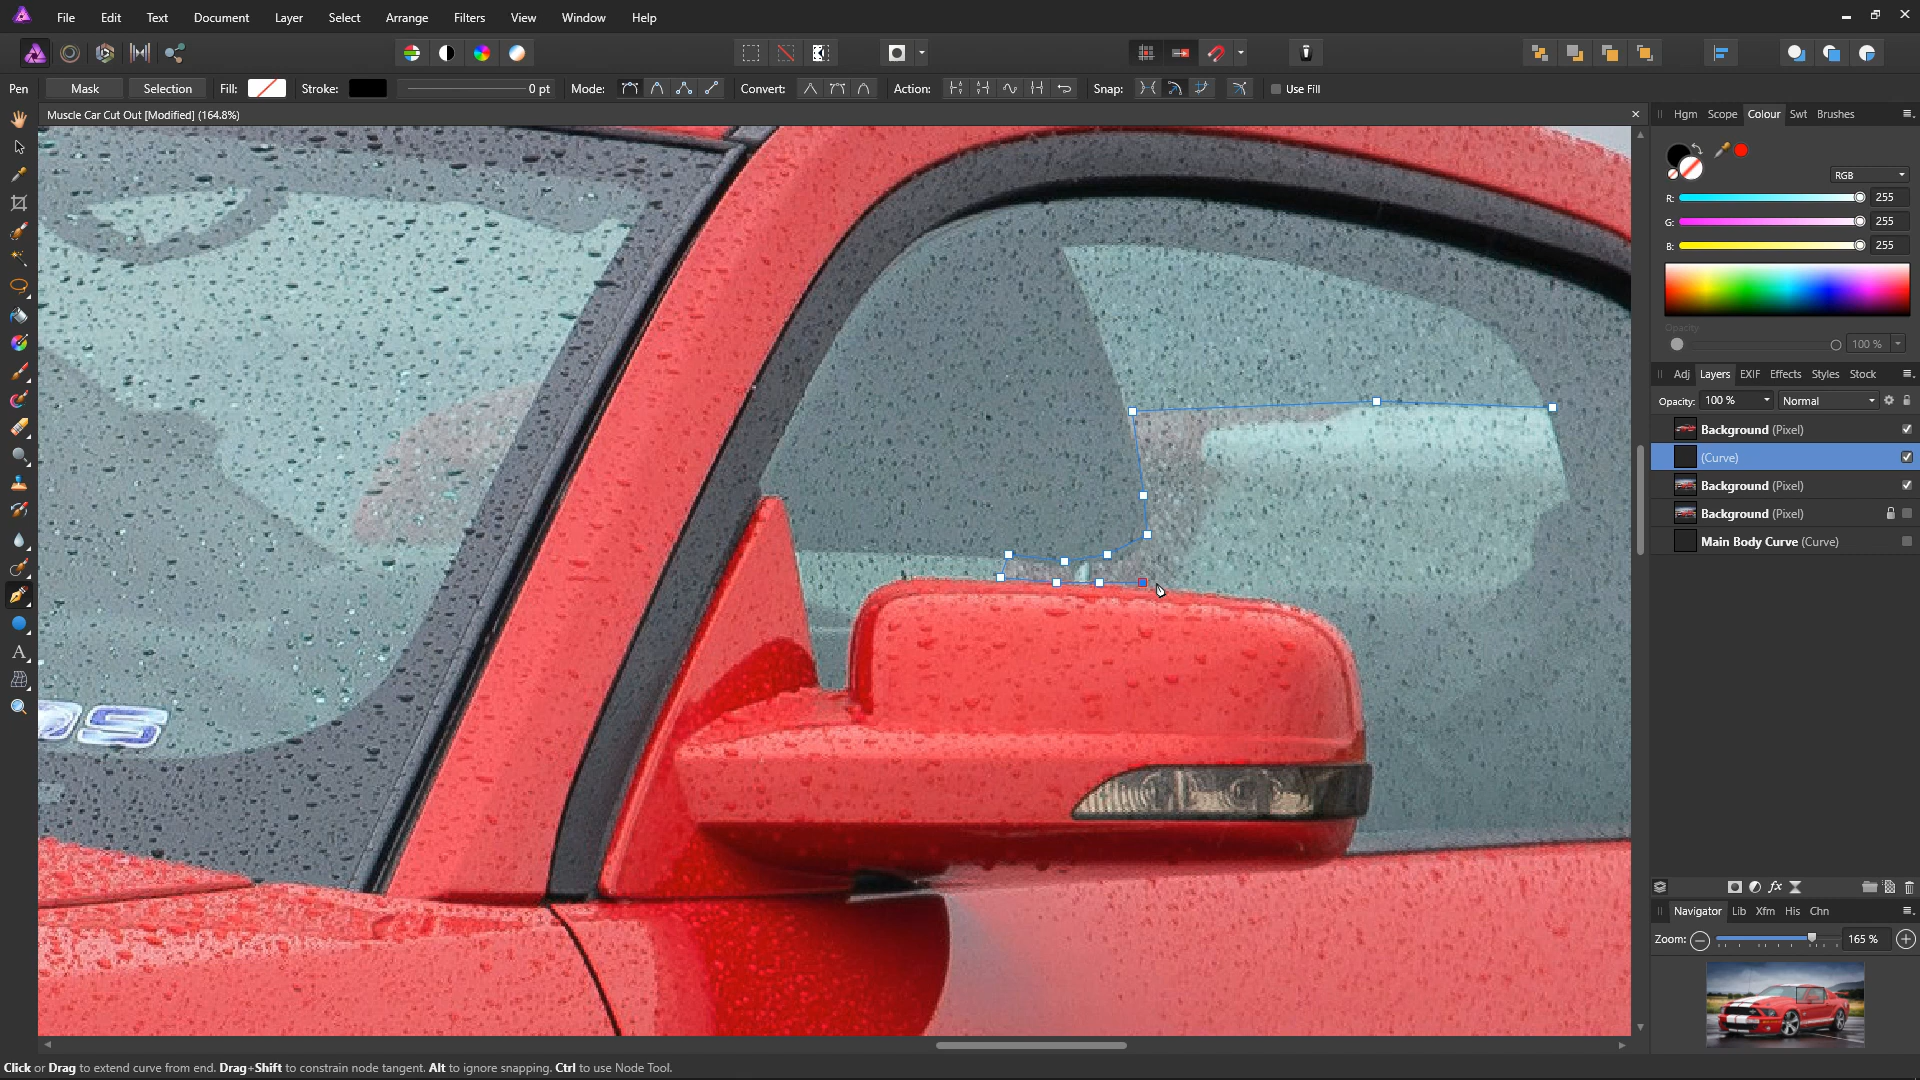 File Edit Text Document Layer Select Arrange Filters View Window Help
Pen Mask Selection Fill: Stroke: 0 pt Mode: Convert: Action: Snap: Use Fill
Muscle Car Cut Out [Modified] (164.8%)
Hgm Scope Colour Swt Brushes
RGB
R: 255
G: 255
B: 255
Opacity
100 %
Adj Layers EXIF Effects Styles Stock
Opacity: 100 % Normal
Background (Pixel)
(Curve)
Background (Pixel)
Background (Pixel)
Main Body Curve (Curve)
Navigator Lib Xfm His Chn
Zoom: 165 %
Click or Drag to extend curve from end. Drag+Shift to constrain node tangent. Alt to ignore snapping. Ctrl to use Node Tool.